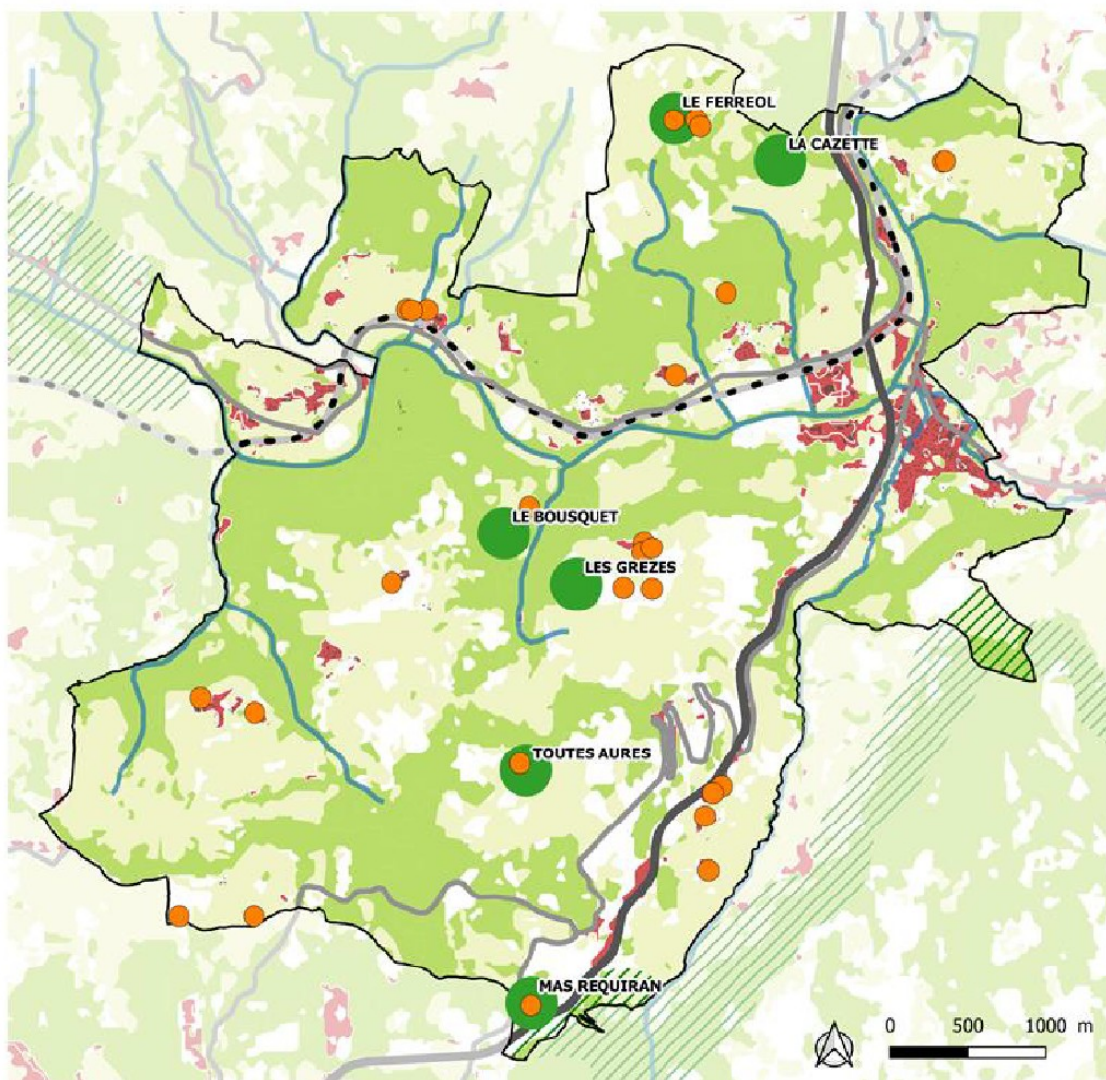 LE FERREOL
LA CAZETTE
LE BOUSQUET
LES GREZES
TOUTES AURES
MAS REQUIRAN
0 500 1000 m